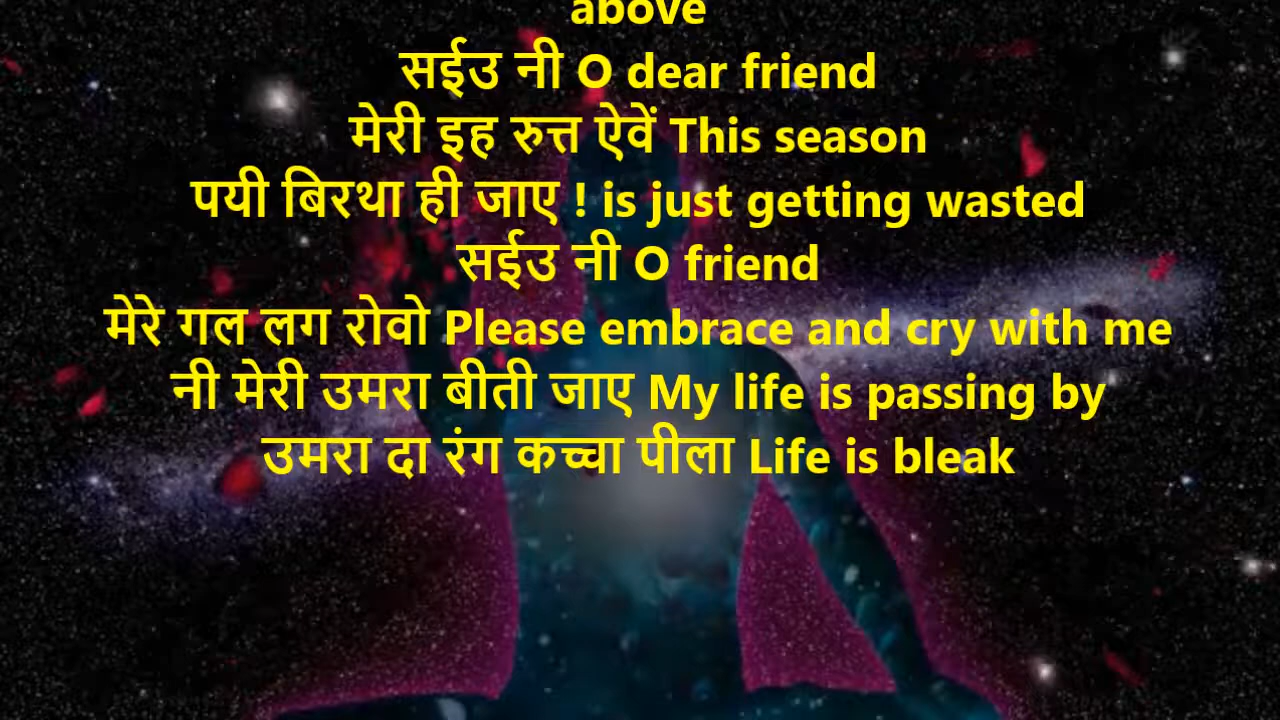 above
सईउ नी O dear friend
मेरी इह रुत्त ऐवें This season
पयी बिरथा ही जाए ! is just getting wasted
सईउ नी O friend
मेरे गल लग रोवो Please embrace and cry with me
नी मेरी उमरा बीती जाए My life is passing by
उमरा दा रंग कच्चा पीला Life is bleak